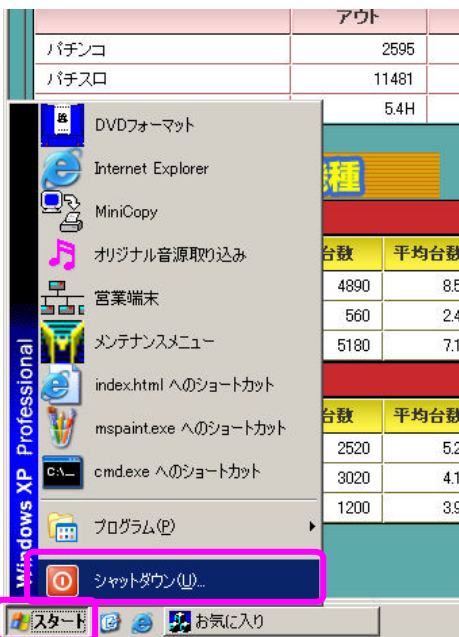 アウト
パチンコ 2595
パチスロ 11481
5.4H
DVDフォーマット
Internet Explorer
種
MiniCopy
オリジナル音源取り込み
台数 平均台数
営業端末
4890 8.5
560 2.4
メンテナンスメニュー
5180 7.1
index.html へのショートカット
mspaint.exe へのショートカット
台数 平均台数
2520 5.2
cmd.exe へのショートカット
C:\_
3020 4.1
1200 3.9
プログラム(P)
シャットダウン(U)...
Windows XP Professional
スタート
お気に入り